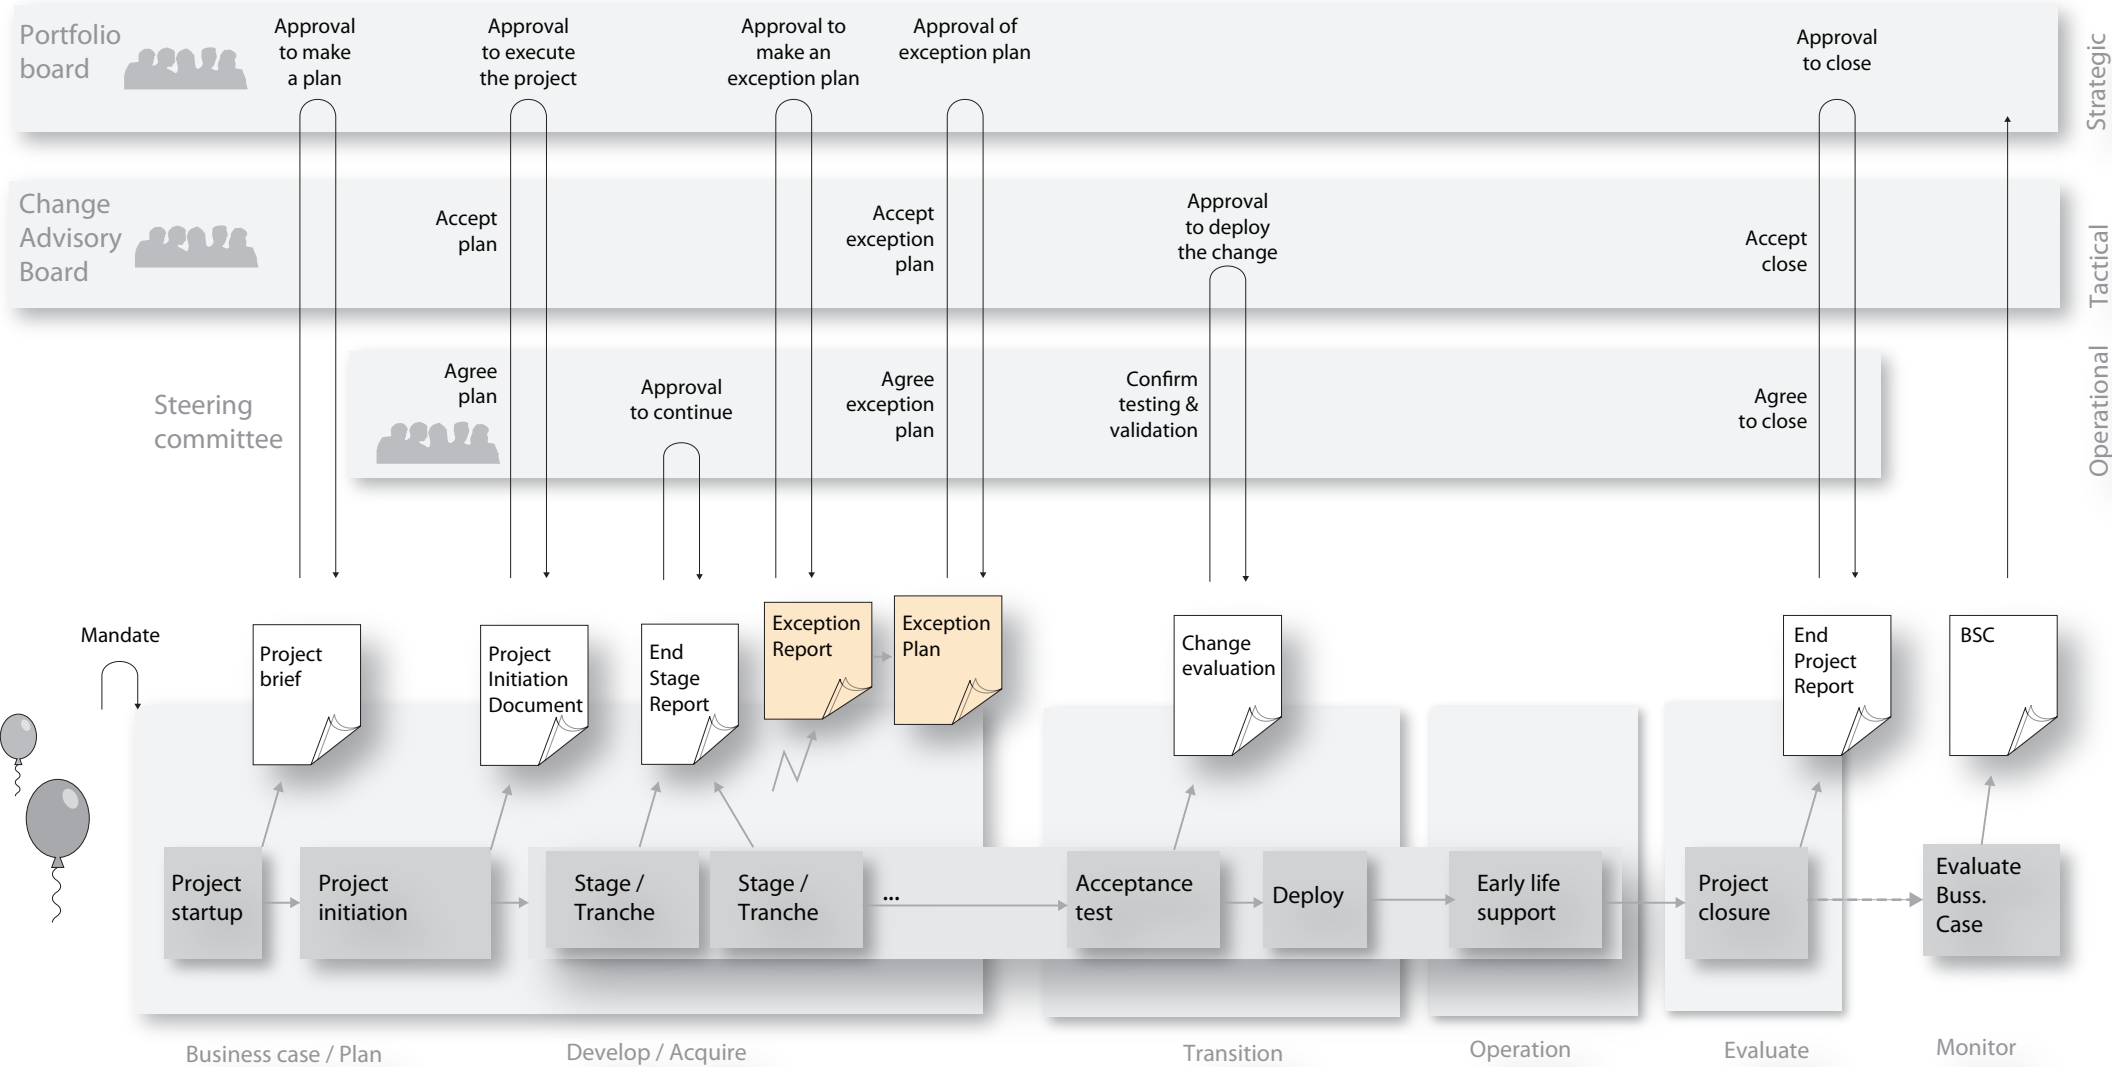 Portfolio
board
Approval
to make
a plan
Approval
to execute
the project
Approval to
make an
exception plan
Approval of
exception plan
Approval
to close
Strategic
Change
Advisory
Board
Accept
plan
Accept
exception
plan
Approval
to deploy
the change
Accept
close
Tactical
Steering
committee
Agree
plan
Approval
to continue
Agree
exception
plan
Confirm
testing &
validation
Agree
to close
Operational
Mandate
Project
brief
Project
Initiation
Document
End
Stage
Report
Exception
Report
Exception
Plan
Change
evaluation
End
Project
Report
BSC
Project
startup
Project
initiation
Stage /
Tranche
Stage /
Tranche
...
Acceptance
test
Deploy
Early life
support
Project
closure
Evaluate
Buss.
Case
Business case / Plan
Develop / Acquire
Transition
Operation
Evaluate
Monitor